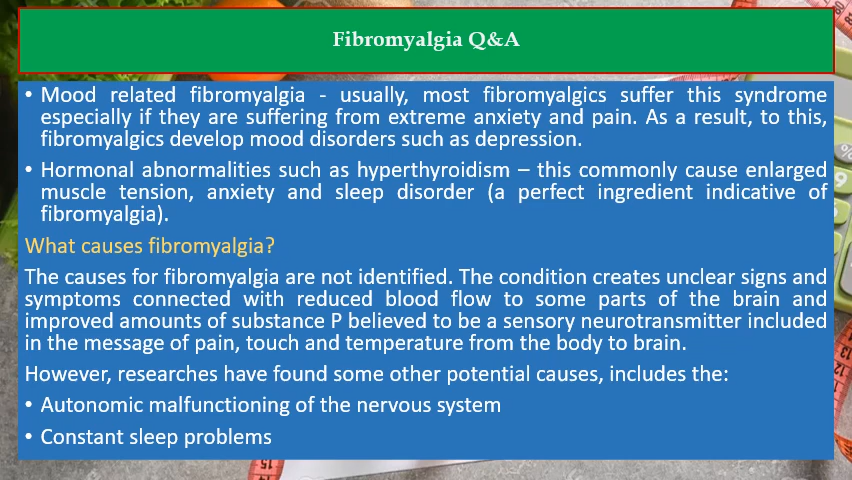 Fibromyalgia Q&A
• Mood related fibromyalgia - usually, most fibromyalgics suffer this syndrome
especially if they are suffering from extreme anxiety and pain. As a result, to this,
fibromyalgics develop mood disorders such as depression.
• Hormonal abnormalities such as hyperthyroidism – this commonly cause enlarged
muscle tension, anxiety and sleep disorder (a perfect ingredient indicative of
fibromyalgia).
What causes fibromyalgia?
The causes for fibromyalgia are not identified. The condition creates unclear signs and
symptoms connected with reduced blood flow to some parts of the brain and
improved amounts of substance P believed to be a sensory neurotransmitter included
in the message of pain, touch and temperature from the body to brain.
However, researches have found some other potential causes, includes the:
• Autonomic malfunctioning of the nervous system
• Constant sleep problems
15